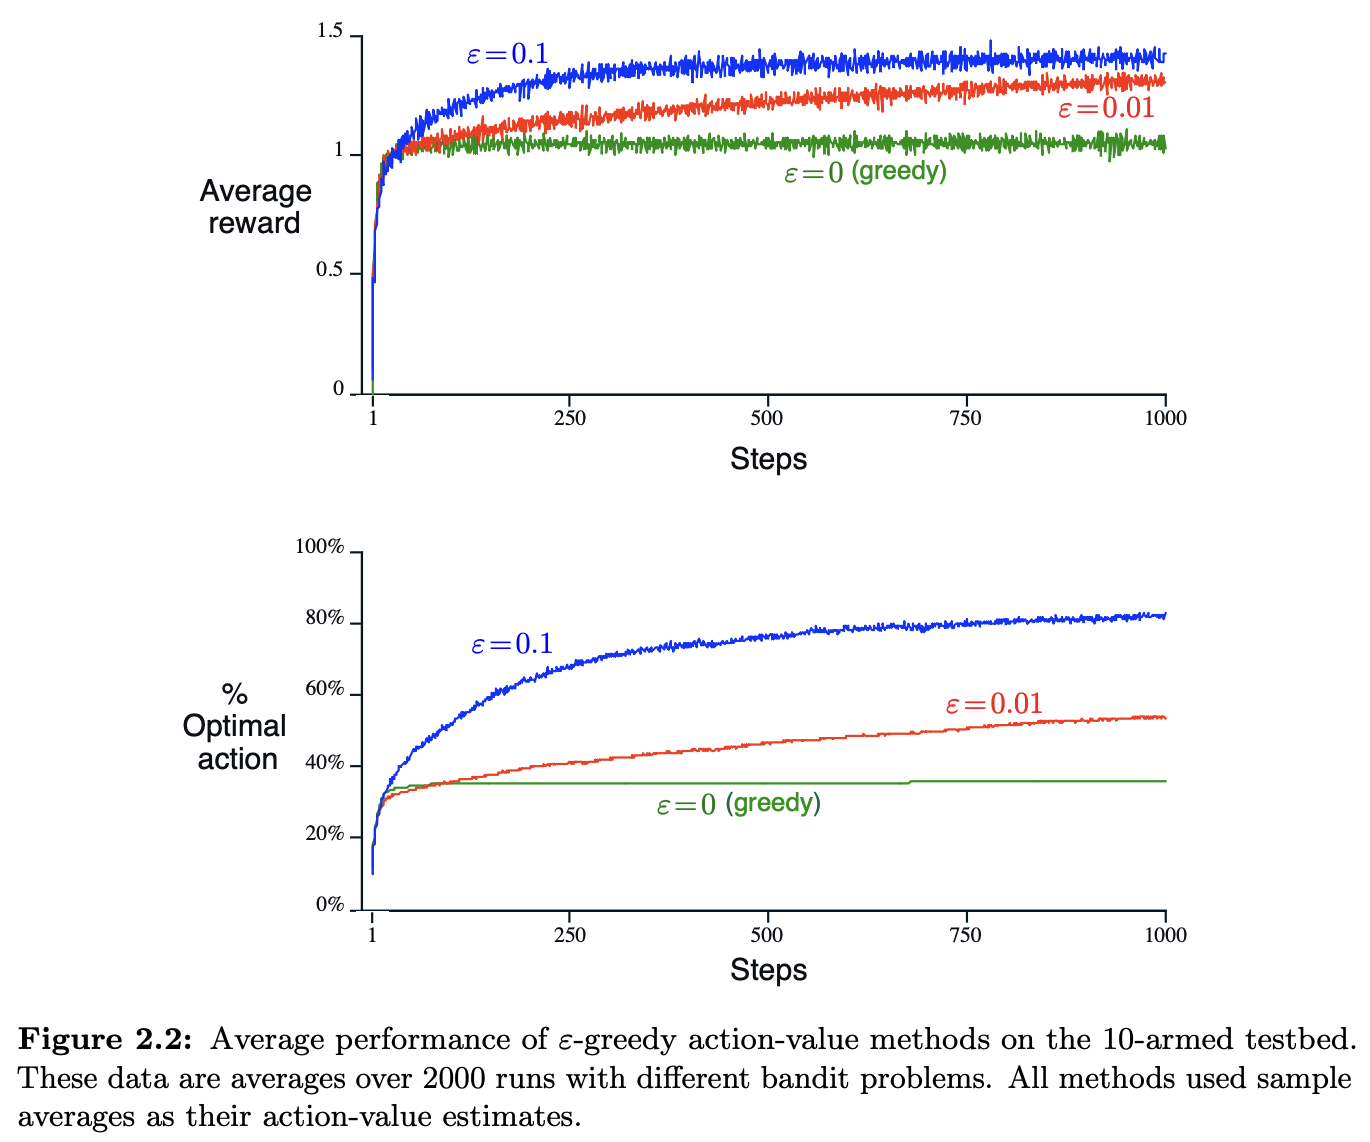 1.5
ε=0.1
ε=0.01
1
ε=0 (greedy)
Average
reward
0.5
0
1 250 500 750 1000
Steps
100%
80%
ε=0.1
60%
ε=0.01
%
Optimal
action
40%
ε=0 (greedy)
20%
0%
1 250 500 750 1000
Steps
Figure 2.2: Average performance of ε-greedy action-value methods on the 10-armed testbed.
These data are averages over 2000 runs with different bandit problems. All methods used sample
averages as their action-value estimates.